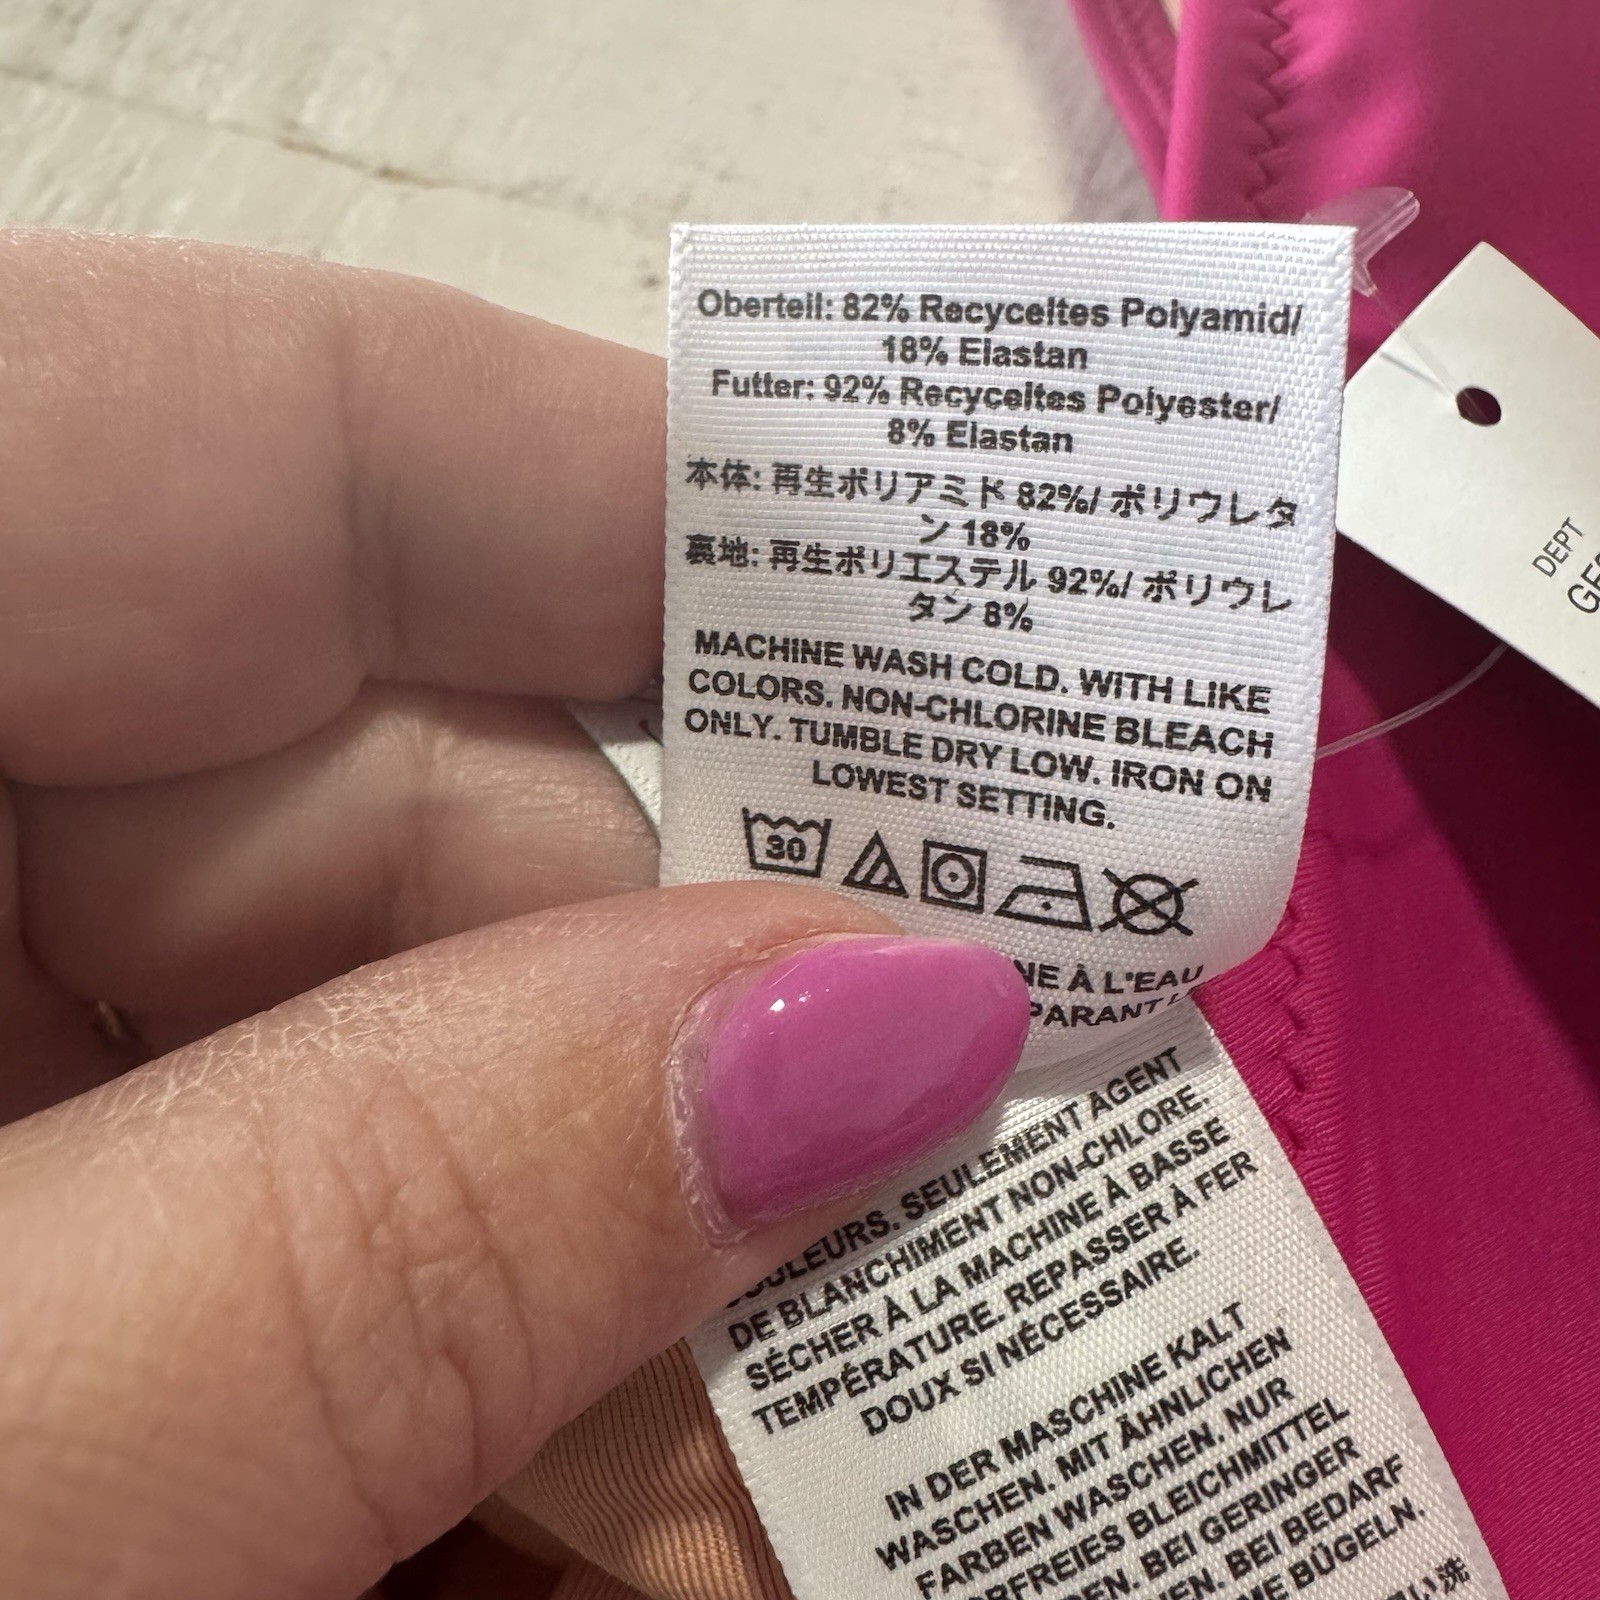 Oberteil: 82% Recyceltes Polyamid/
18% Elastan
Futter: 92% Recyceltes Polyester/
8% Elastan
本体: 再生ポリアミド 82%/ ポリウレタ
ン 18%
裏地: 再生ポリエステル 92%/ ポリウレ
タン 8%
MACHINE WASH COLD. WITH LIKE
COLORS. NON-CHLORINE BLEACH
ONLY. TUMBLE DRY LOW. IRON ON
LOWEST SETTING.
30
À L'EAU
SEULEMENT AGENT
DE BLANCHIMENT NON-CHLORE.
SÉCHER À LA MACHINE À BASSE
TEMPÉRATURE. REPASSER À FER
DOUX SI NÉCESSAIRE.
IN DER MASCHINE KALT
WASCHEN. MIT ÄHNLICHEN
FARBEN WASCHEN. NUR
BLEICHMITTEL
BEI GERINGER
BEI BEDARF
BÜGELN.
DEPT